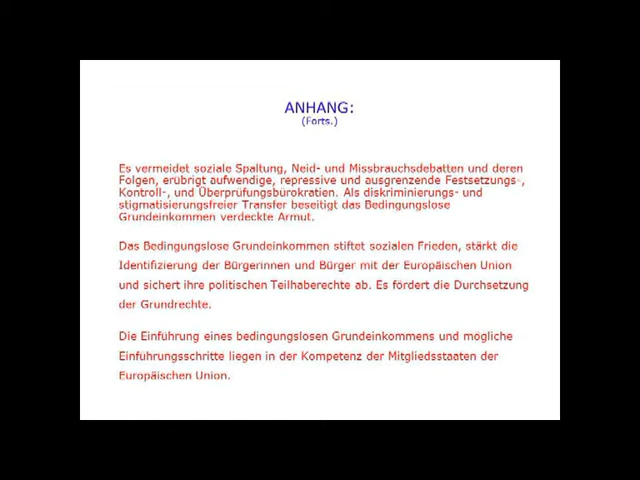 ANHANG:
(Forts.)
Es vermeidet soziale Spaltung, Neid- und Missbrauchsdebatten und deren
Folgen, erübrigt aufwendige, repressive und ausgrenzende Festsetzungs-,
Kontroll-, und Überprüfungsbürokratien. Als diskriminierungs- und
stigmatisierungsfreier Transfer beseitigt das Bedingungslose
Grundeinkommen verdeckte Armut.
Das Bedingungslose Grundeinkommen stiftet sozialen Frieden, stärkt die
Identifizierung der Bürgerinnen und Bürger mit der Europäischen Union
und sichert ihre politischen Teilhaberechte ab. Es fördert die Durchsetzung
der Grundrechte.
Die Einführung eines bedingungslosen Grundeinkommens und mögliche
Einführungsschritte liegen in der Kompetenz der Mitgliedsstaaten der
Europäischen Union.